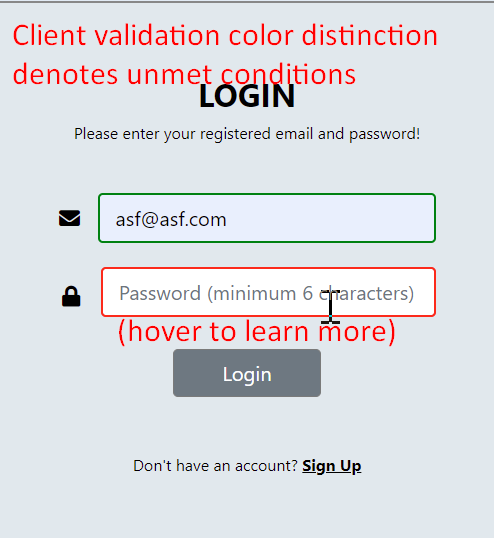 Client validation color distinction
denotes unmet conditions
LOGIN
Please enter your registered email and password!
asf@asf.com
Password (minimum 6 characters)
(hover to learn more)
Login
Don't have an account? Sign Up